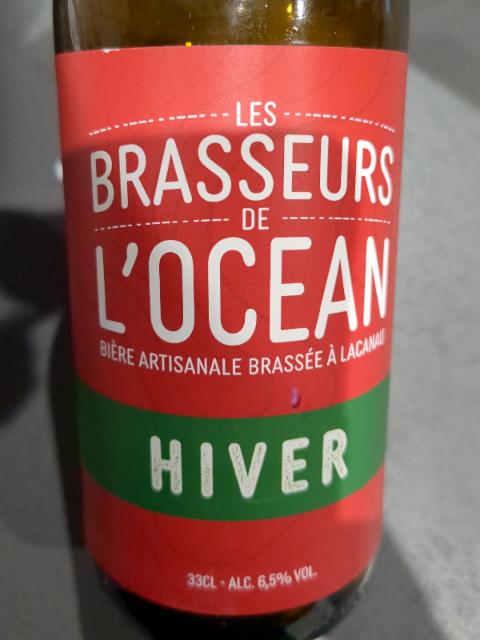 LES
BRASSEURS
DE
L'OCEAN
BIÈRE ARTISANALE BRASSÉE À LACANAU
HIVER
33CL - ALC. 6,5% VOL.